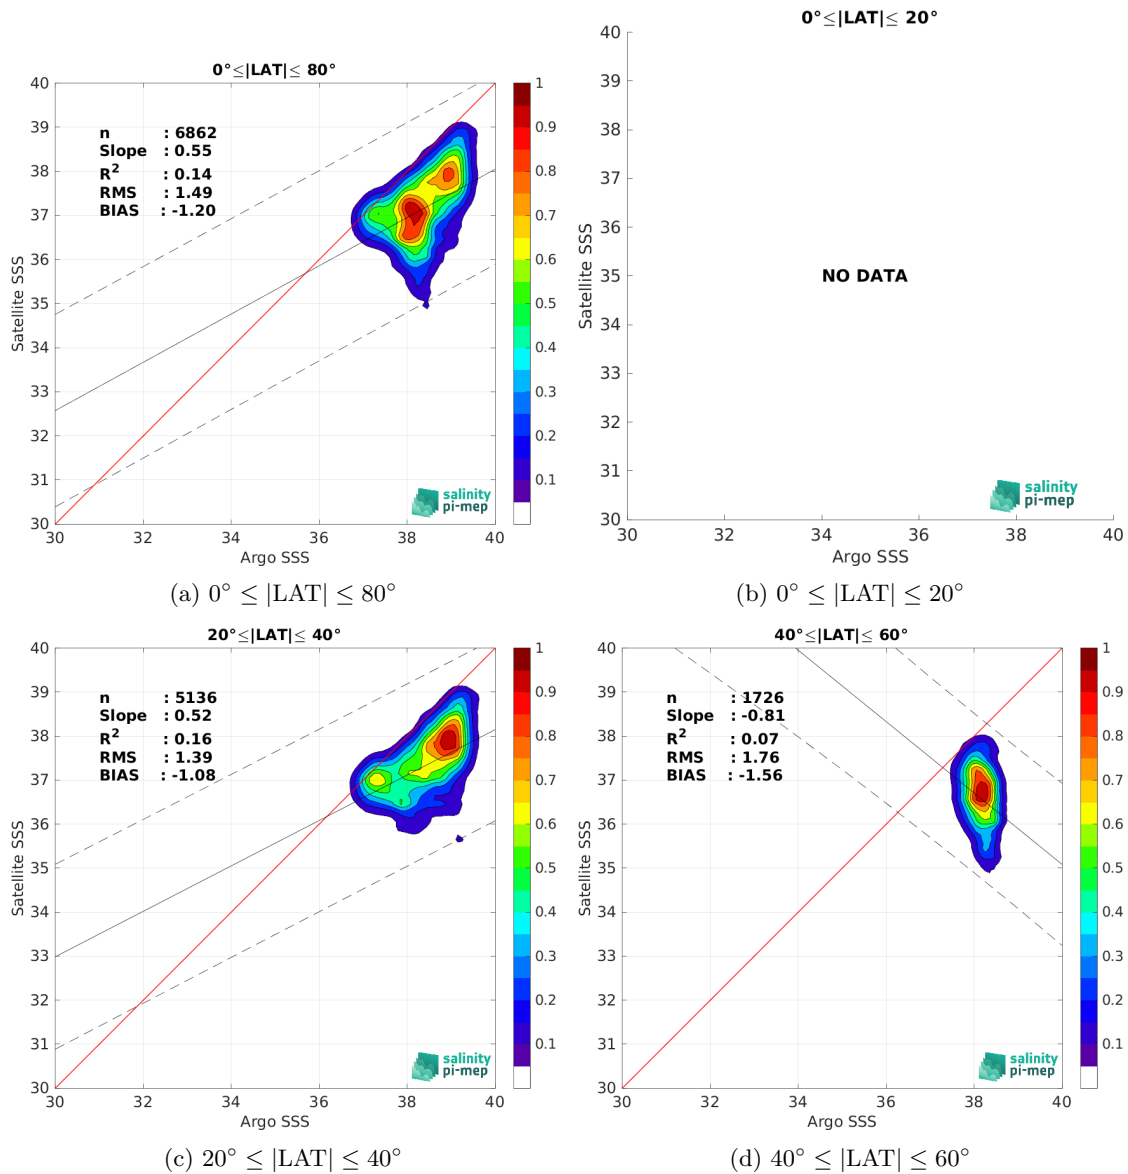 0°≤|LAT|≤ 80°
40
39
38
37
36
35
34
33
32
31
30
30 32 34 36 38 40
Satellite SSS
Argo SSS
n : 6862
Slope : 0.55
R² : 0.14
RMS : 1.49
BIAS : -1.20
1
0.9
0.8
0.7
0.6
0.5
0.4
0.3
0.2
0.1
salinity
pi-mep
(a) 0° ≤ |LAT| ≤ 80°
0°≤|LAT|≤ 20°
40
39
38
37
36
35
34
33
32
31
30
30 32 34 36 38 40
Satellite SSS
Argo SSS
NO DATA
salinity
pi-mep
(b) 0° ≤ |LAT| ≤ 20°
20°≤|LAT|≤ 40°
40
39
38
37
36
35
34
33
32
31
30
30 32 34 36 38 40
Satellite SSS
Argo SSS
n : 5136
Slope : 0.52
R² : 0.16
RMS : 1.39
BIAS : -1.08
1
0.9
0.8
0.7
0.6
0.5
0.4
0.3
0.2
0.1
salinity
pi-mep
(c) 20° ≤ |LAT| ≤ 40°
40°≤|LAT|≤ 60°
40
39
38
37
36
35
34
33
32
31
30
30 32 34 36 38 40
Satellite SSS
Argo SSS
n : 1726
Slope : -0.81
R² : 0.07
RMS : 1.76
BIAS : -1.56
1
0.9
0.8
0.7
0.6
0.5
0.4
0.3
0.2
0.1
salinity
pi-mep
(d) 40° ≤ |LAT| ≤ 60°